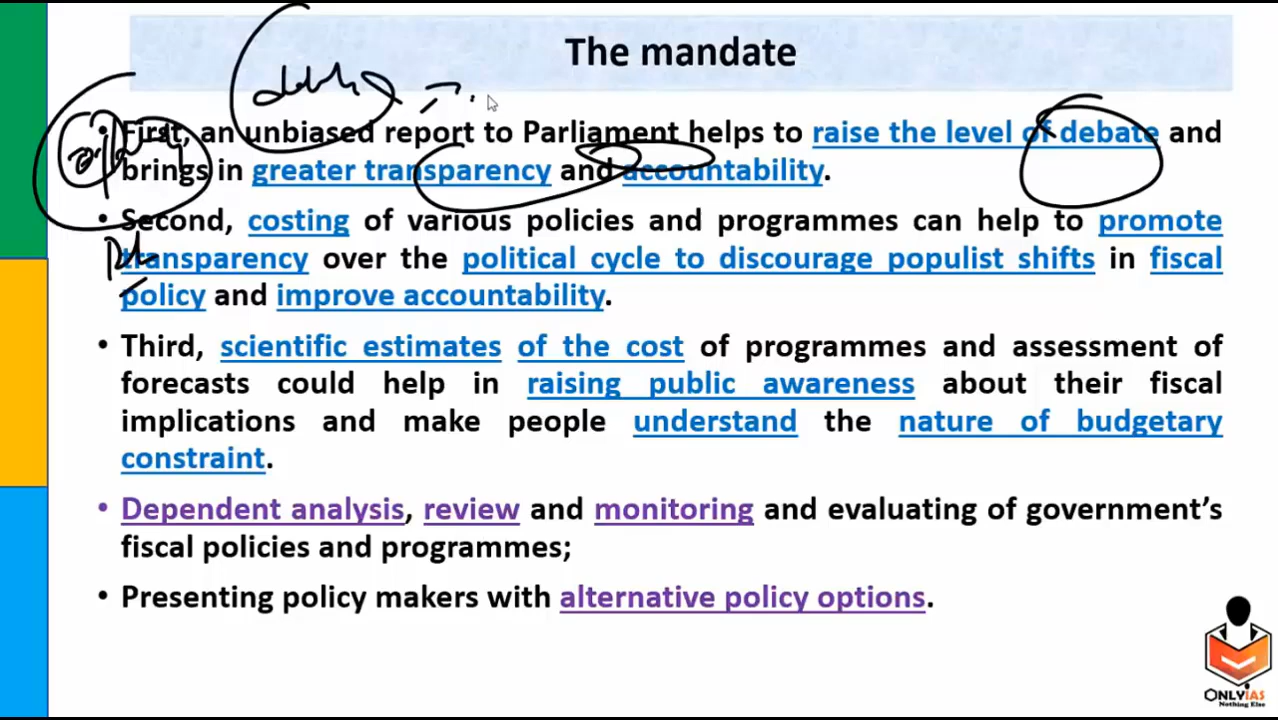 The mandate
• First, an unbiased report to Parliament helps to raise the level of debate and
brings in greater transparency and accountability.
• Second, costing of various policies and programmes can help to promote
transparency over the political cycle to discourage populist shifts in fiscal
policy and improve accountability.
• Third, scientific estimates of the cost of programmes and assessment of
forecasts could help in raising public awareness about their fiscal
implications and make people understand the nature of budgetary
constraint.
• Dependent analysis, review and monitoring and evaluating of government's
fiscal policies and programmes;
• Presenting policy makers with alternative policy options.
ONLYIAS
Nothing Else